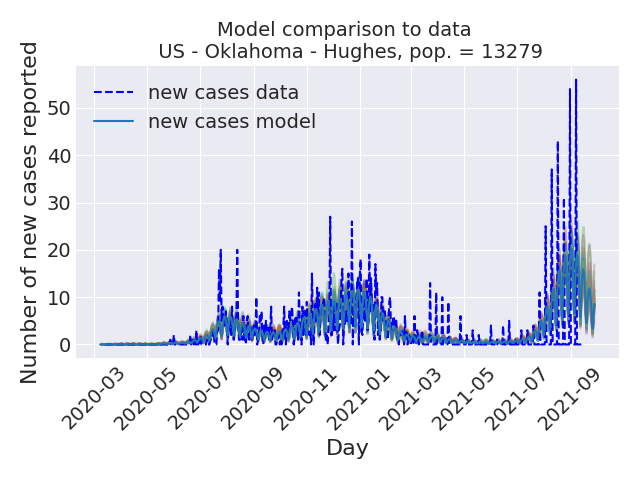 Model comparison to data
US - Oklahoma - Hughes, pop. = 13279
Number of new cases reported
50
40
30
20
10
0
new cases data
new cases model
2020-03
2020-05
2020-07
2020-09
2020-11
2021-01
2021-03
2021-05
2021-07
2021-09
Day